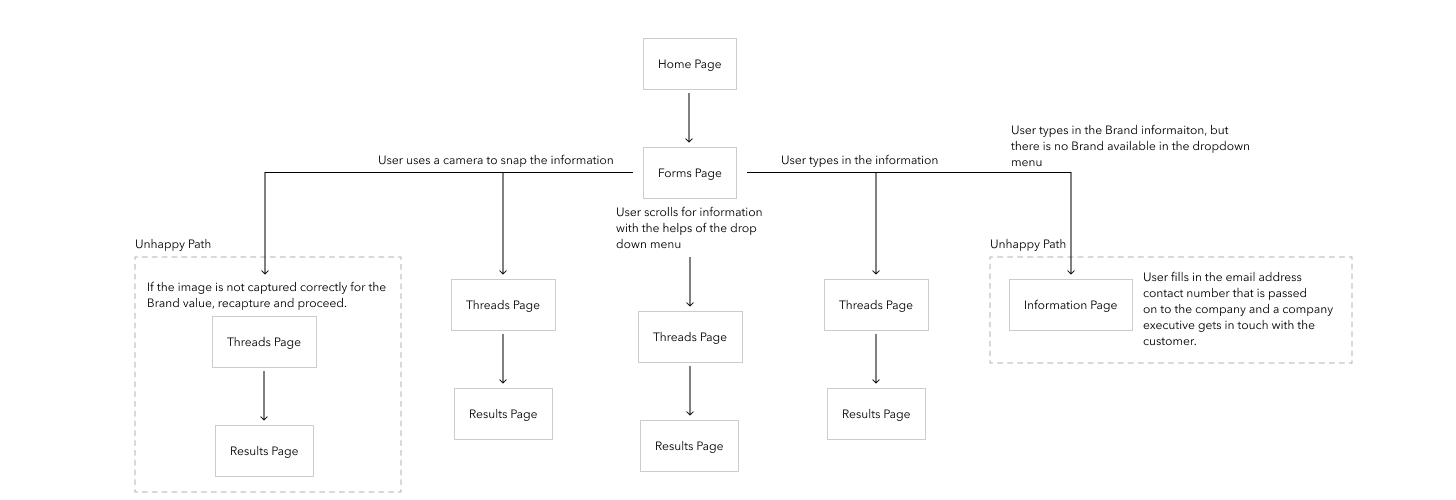 Home Page
User types in the Brand informaiton, but
there is no Brand available in the dropdown
menu
User uses a camera to snap the information
Forms Page
User types in the information
User scrolls for information
with the helps of the drop
down menu
Unhappy Path
If the image is not captured correctly for the
Brand value, recapture and proceed.
Threads Page
Results Page
Threads Page
Results Page
Threads Page
Results Page
Threads Page
Results Page
Unhappy Path
Information Page
User fills in the email address
contact number that is passed
on to the company and a company
executive gets in touch with the
customer.